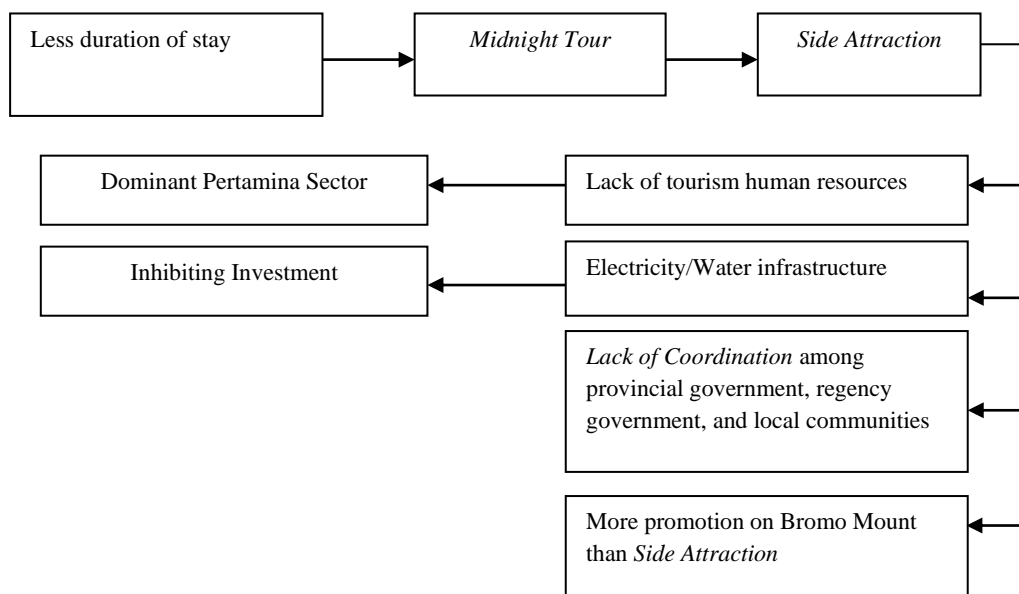 Less duration of stay
Midnight Tour
Side Attraction
Dominant Pertamina Sector
Lack of tourism human resources
Inhibiting Investment
Electricity/Water infrastructure
Lack of Coordination among
provincial government, regency
government, and local communities
More promotion on Bromo Mount
than Side Attraction